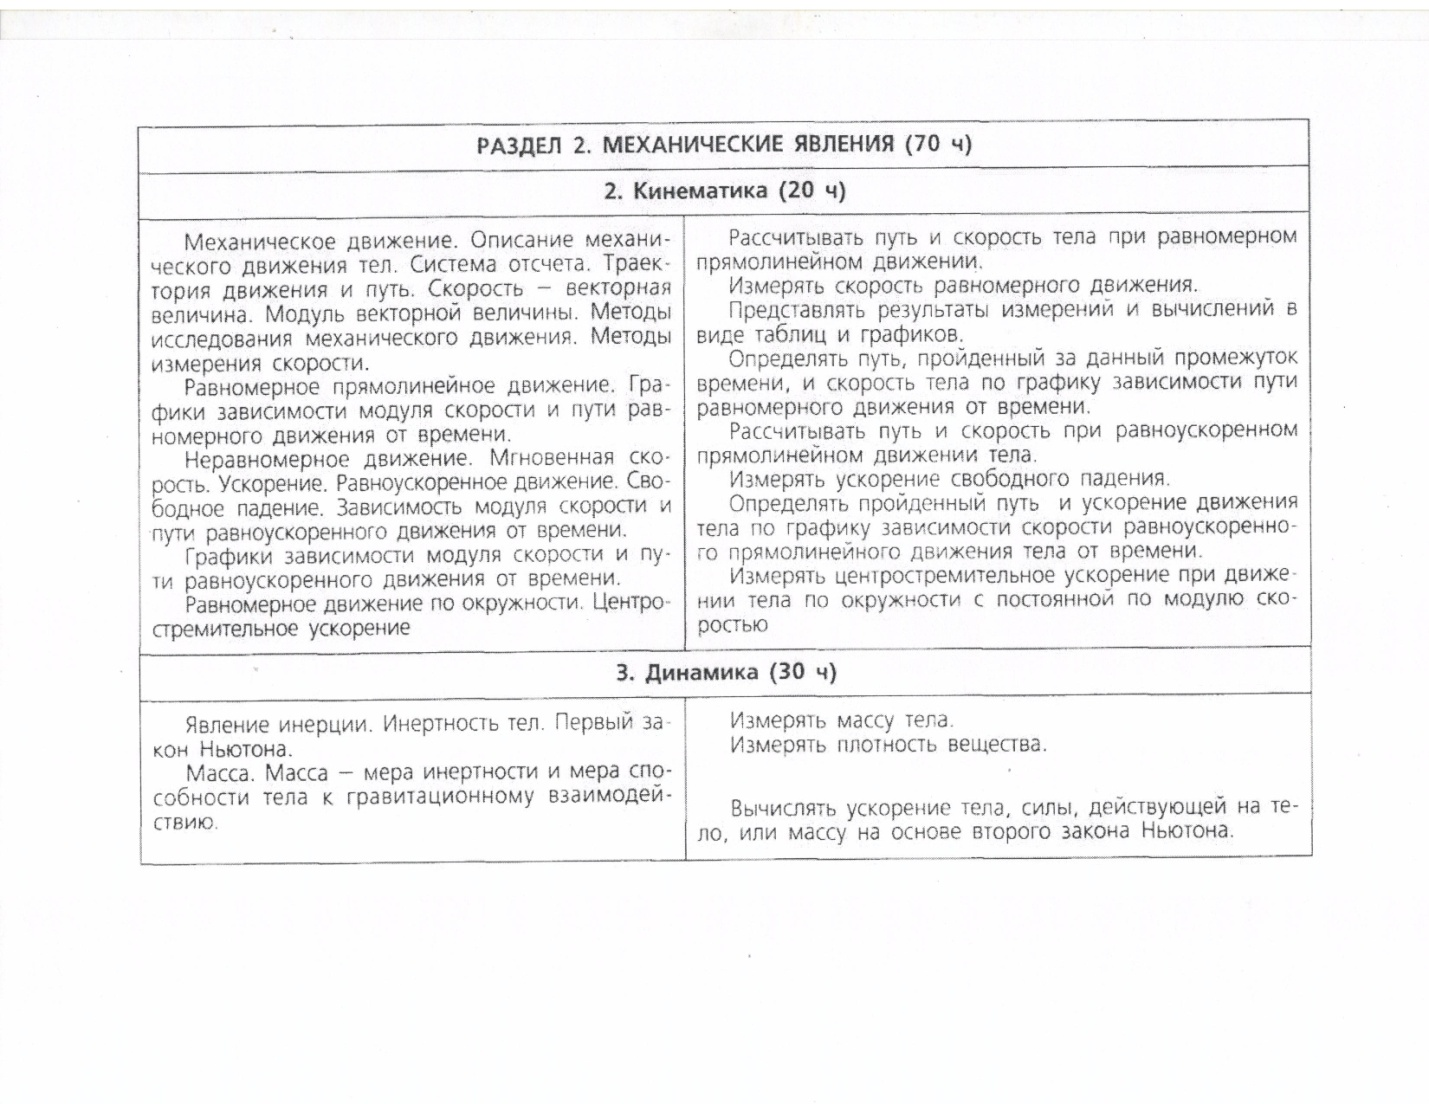 РАЗДЕЛ 2. МЕХАНИЧЕСКИЕ ЯВЛЕНИЯ (70 ч)
2. Кинематика (20 ч)
Механическое движение. Описание механи-
ческого движения тел. Система отсчета. Траек-
тория движения и путь. Скорость – векторная
величина. Модуль векторной величины. Методы
исследования механического движения. Методы
измерения скорости.
Равномерное прямолинейное движение. Гра-
фики зависимости модуля скорости и пути рав-
номерного движения от времени.
Неравномерное движение. Мгновенная ско-
рость. Ускорение. Равноускоренное движение. Сво-
бодное падение. Зависимость модуля скорости и
пути равноускоренного движения от времени.
Графики зависимости модуля скорости и пу-
ти равноускоренного движения от времени.
Равномерное движение по окружности. Центро-
стремительное ускорение
Рассчитывать путь и скорость тела при равномерном
прямолинейном движении.
Измерять скорость равномерного движения.
Представлять результаты измерений и вычислений в
виде таблиц и графиков.
Определять путь, пройденный за данный промежуток
времени, и скорость тела по графику зависимости пути
равномерного движения от времени.
Рассчитывать путь и скорость при равноускоренном
прямолинейном движении тела.
Измерять ускорение свободного падения.
Определять пройденный путь и ускорение движения
тела по графику зависимости скорости равноускоренно-
го прямолинейного движения тела от времени.
Измерять центростремительное ускорение при движе-
нии тела по окружности с постоянной по модулю ско-
ростью
3. Динамика (30 ч)
Явление инерции. Инертность тел. Первый за-
кон Ньютона.
Масса. Масса – мера инертности и мера спо-
собности тела к гравитационному взаимодей-
ствию.
Измерять массу тела.
Измерять плотность вещества.
Вычислять ускорение тела, силы, действующей на те-
ло, или массу на основе второго закона Ньютона.